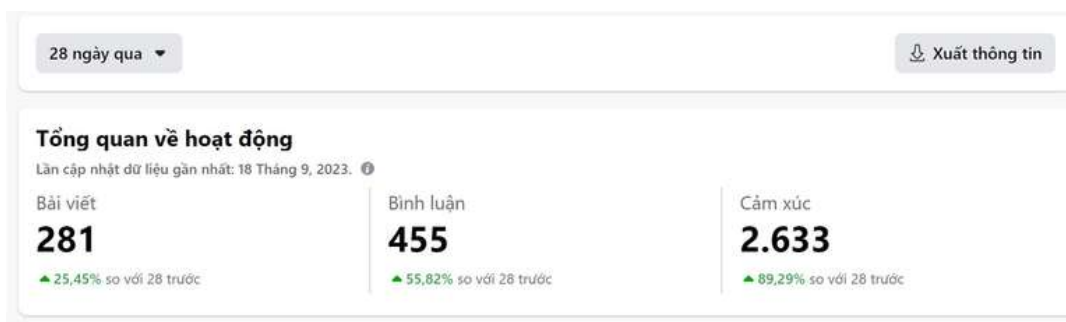 28 ngày qua
Xuất thông tin
Tổng quan về hoạt động
Lần cập nhật dữ liệu gần nhất: 18 Tháng 9, 2023.
Bài viết
281
25,45% so với 28 trước
Bình luận
455
55,82% so với 28 trước
Cảm xúc
2.633
89,29% so với 28 trước